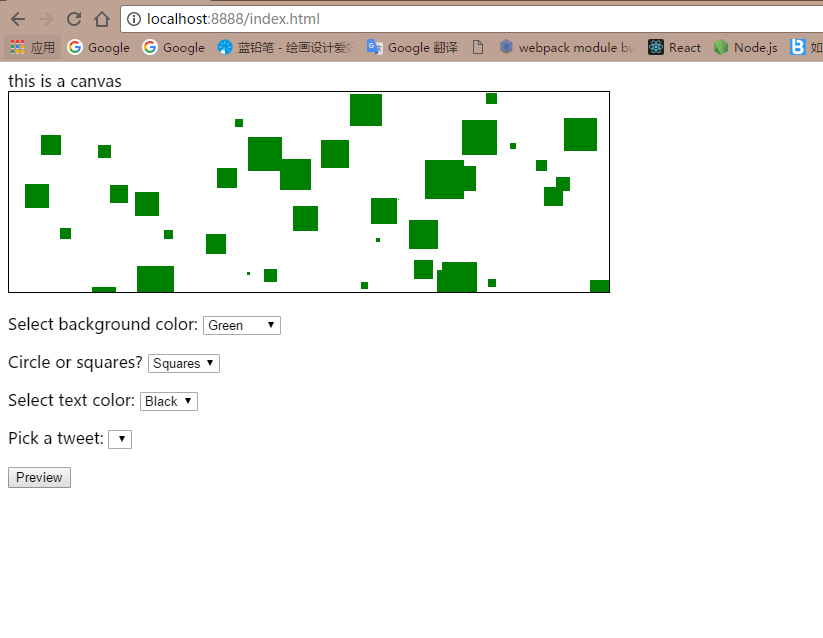 localhost:8888/index.html
应用 Google Google 蓝铅笔 - 绘画设计爱 Google 翻译 webpack module bu React Node.js 如
this is a canvas
Select background color: Green
Circle or squares? Squares
Select text color: Black
Pick a tweet:
Preview